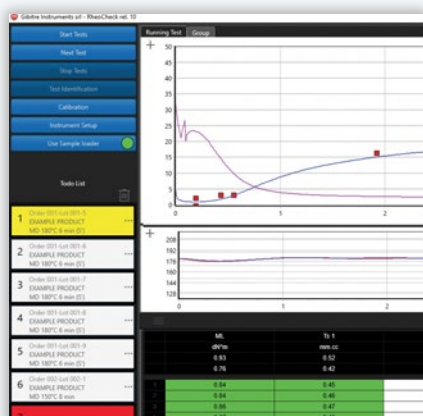 Gibitre Instruments srl - RheoCheck rel. 10
Start Tests
Next Test
Stop Tests
Test Identification
Calibration
Instrument Setup
Use Sample loader
Todo List
1
Order 001-Lot 001-5
EXAMPLE PRODUCT
MD 180°C 6 min (S')
2
Order 001-Lot 001-6
EXAMPLE PRODUCT
MD 180°C 6 min (S')
3
Order 001-Lot 001-7
EXAMPLE PRODUCT
MD 180°C 6 min (S')
4
Order 001-Lot 001-8
EXAMPLE PRODUCT
MD 180°C 6 min (S')
5
Order 001-Lot 001-9
EXAMPLE PRODUCT
MD 180°C 6 min (S')
6
Order 002-Lot 002-1
EXAMPLE PRODUCT
MD 150°C 6 min
Running Test Group
50
45
40
35
30
25
20
15
10
5
0
0 1 2
208
192
176
160
144
128
0 1 2
ML Ts 1
dN*m mm.cc
0.93 0.52
0.76 0.42
1 0.84 0.45
2 0.84 0.46
3 0.86 0.47